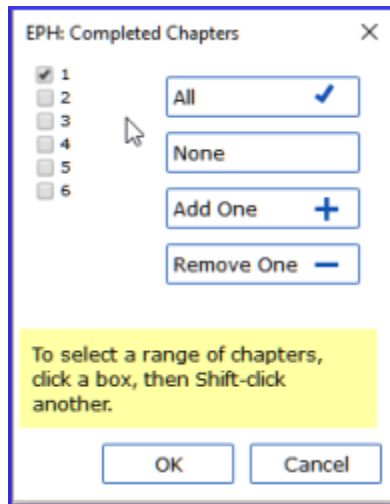 EPH: Completed Chapters
1
2
3
4
5
6
All
None
Add One
Remove One
To select a range of chapters,
click a box, then Shift-click
another.
OK Cancel